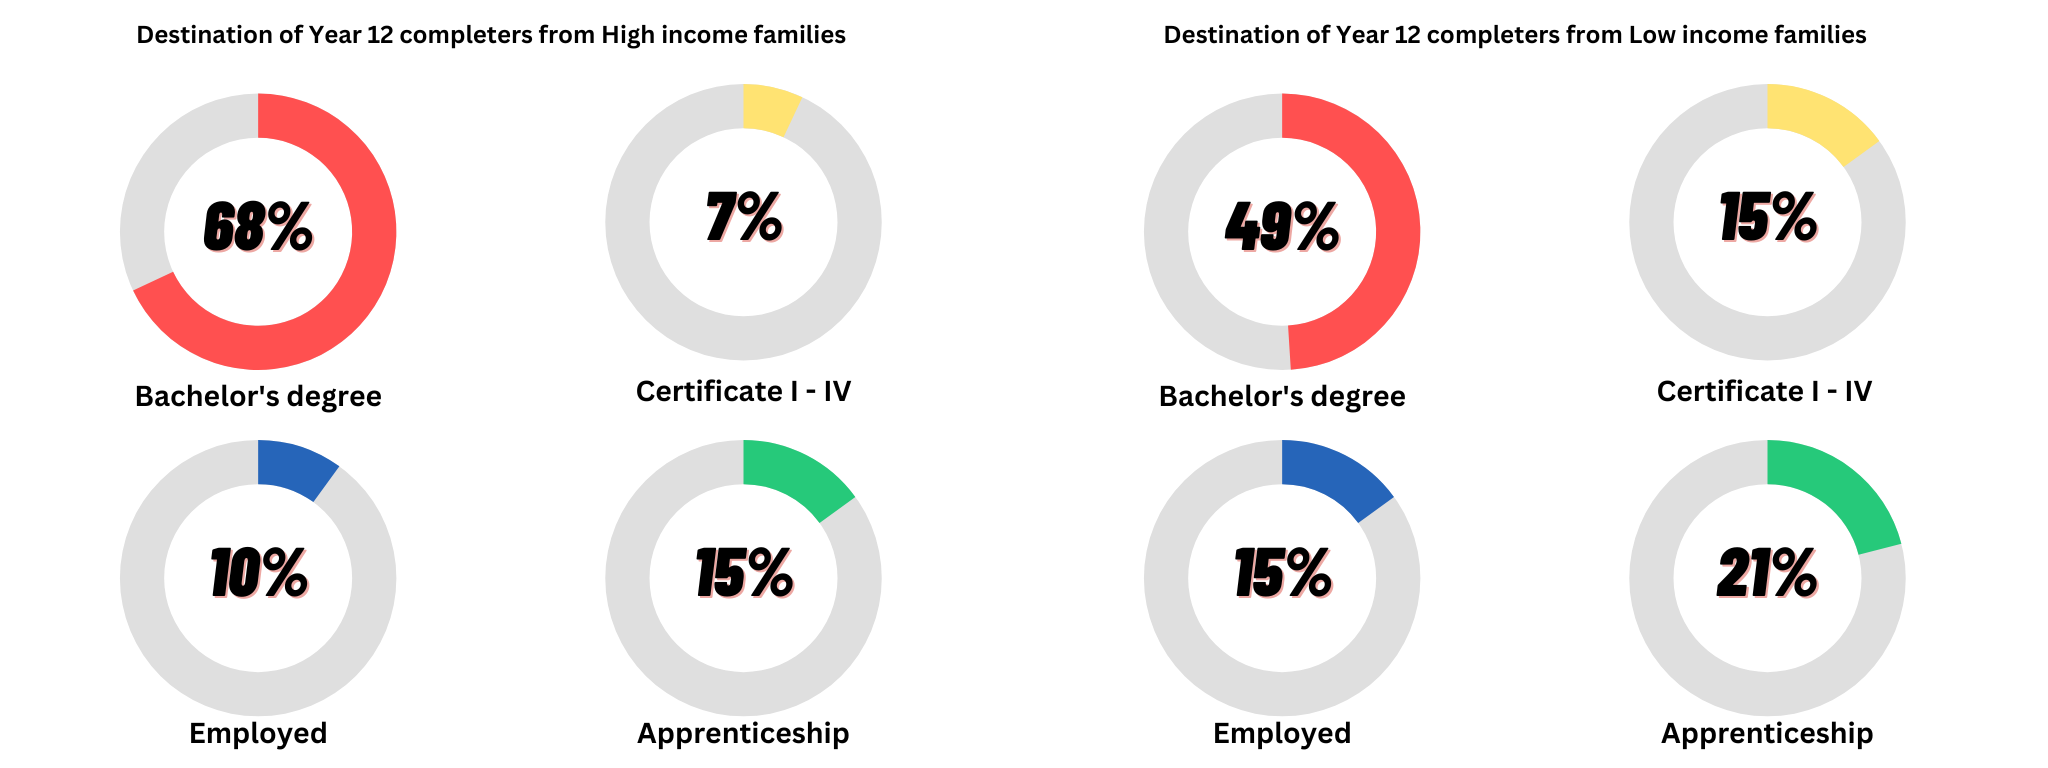 Destination of Year 12 completers from High income families
68%
7%
Bachelor's degree
Certificate I - IV
10%
15%
Employed
Apprenticeship
Destination of Year 12 completers from Low income families
49%
15%
Bachelor's degree
Certificate I - IV
15%
21%
Employed
Apprenticeship